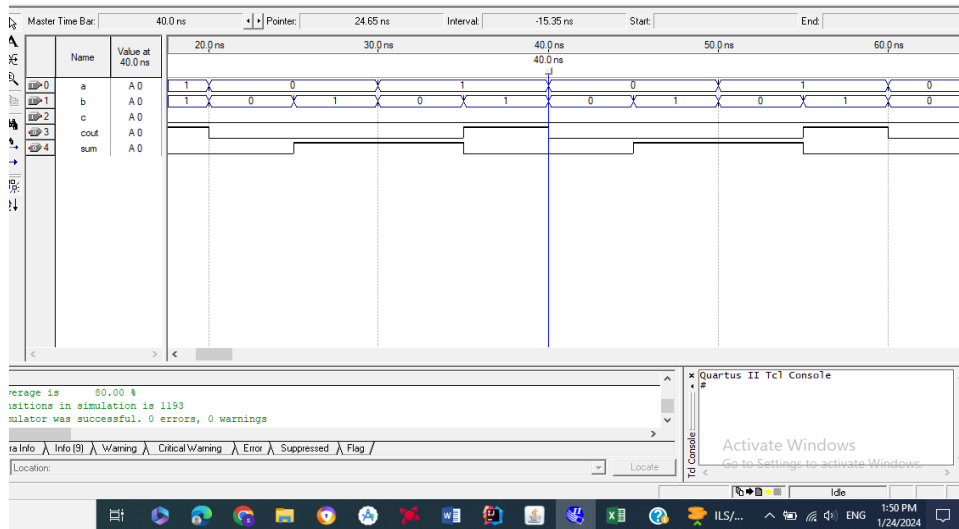 Master Time Bar: 40.0 ns Pointer: 24.65 ns Interval: -15.35 ns Start: End:
Name Value at 40.0 ns 20.0 ns 30.0 ns 40.0 ns 50.0 ns 60.0 ns
40.0 ns
0 a A 0 1 0 1 0 1 0
1 b A 0 1 0 1 0 1 0 1 0 1 0
2 c A 0
3 cout A 0
4 sum A 0
verage is 80.00 %
nsitions in simulation is 1193
mulator was successful. 0 errors, 0 warnings
ra Info Info (9) Warning Critical Warning Error Suppressed Flag
Location: Locate
Quartus II Tcl Console
#
Tcl Console
Activate Windows
Go to Settings to activate Windows.
Idle
ILS/... ENG 1:50 PM
1/24/2024